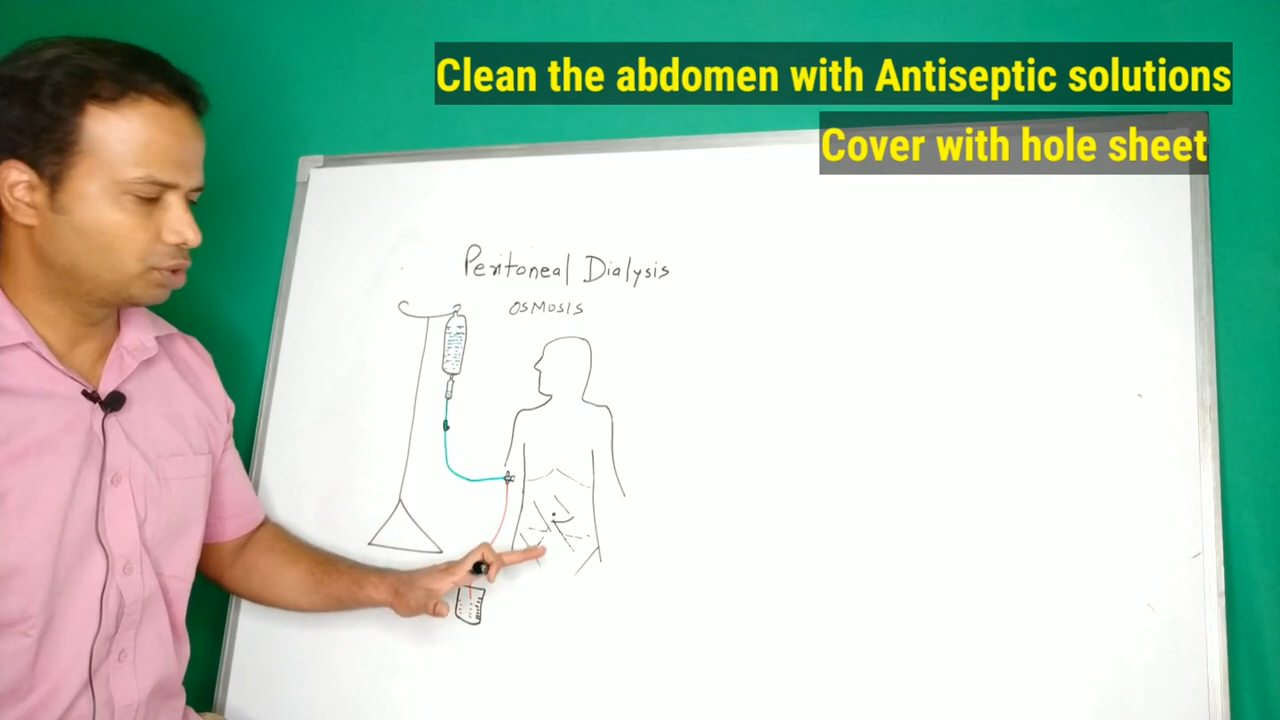 Clean the abdomen with Antiseptic solutions
Cover with hole sheet
Peritoneal Dialysis
OSMOSIS